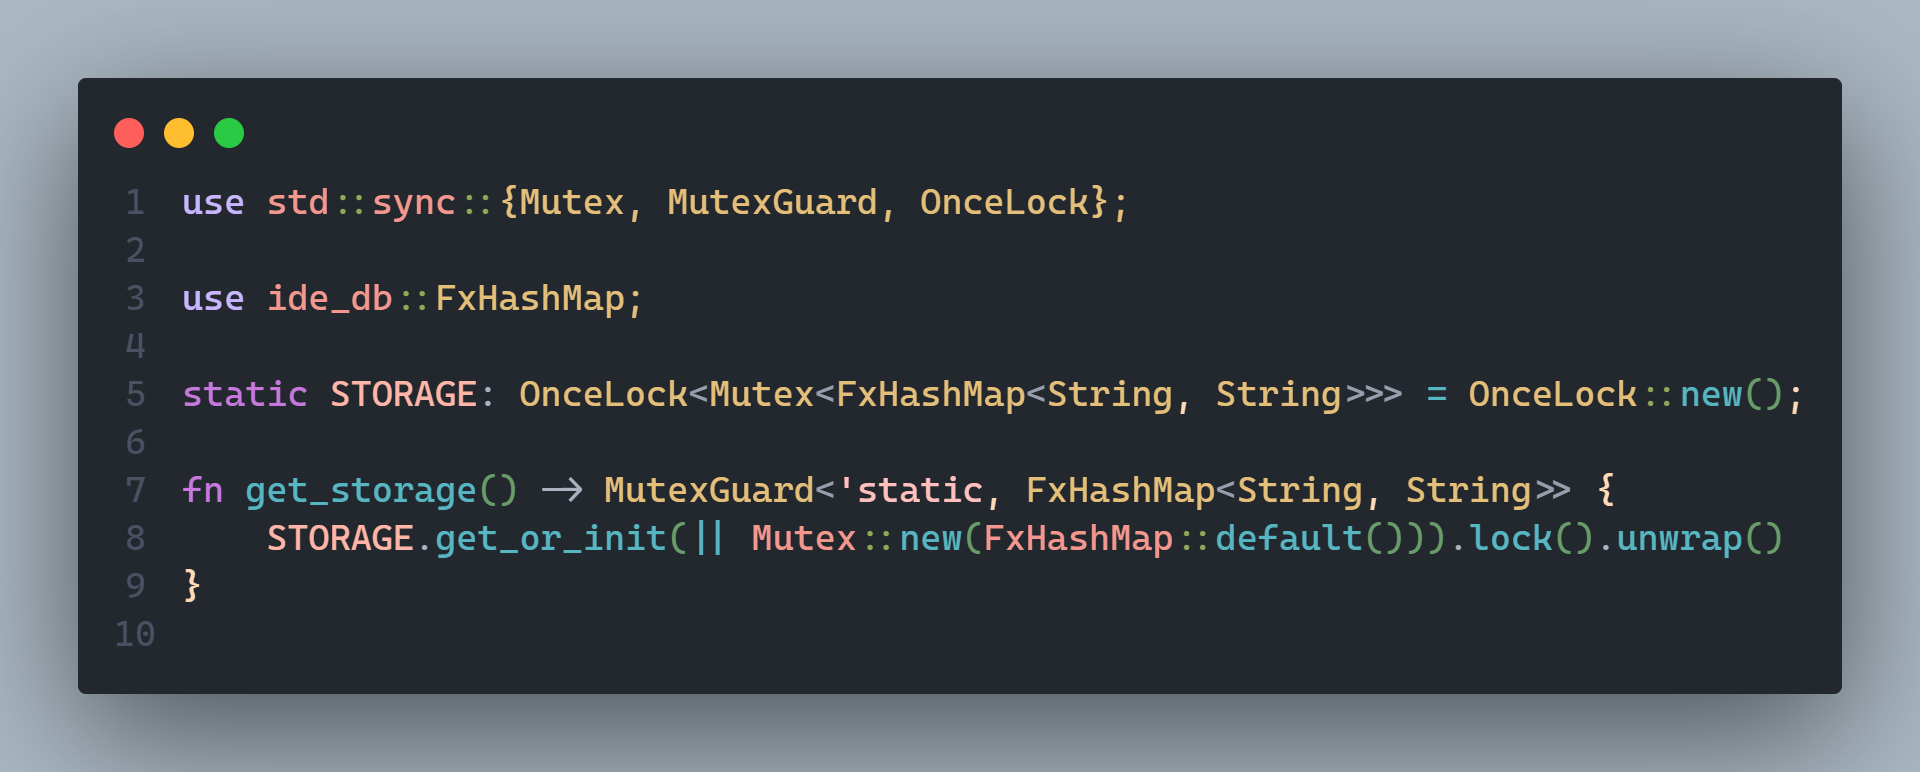 1 use std::sync::{Mutex, MutexGuard, OnceLock};
2
3 use ide_db::FxHashMap;
4
5 static STORAGE: OnceLock<Mutex<FxHashMap<String, String>>> = OnceLock::new();
6
7 fn get_storage() -> MutexGuard<'static, FxHashMap<String, String>> {
8     STORAGE.get_or_init(|| Mutex::new(FxHashMap::default())).lock().unwrap()
9 }
10